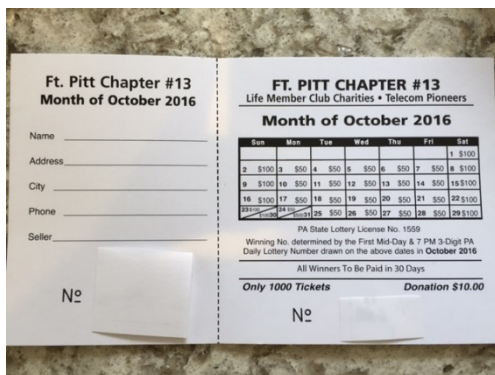 Ft. Pitt Chapter #13
Month of October 2016
Name
Address
City
Phone
Seller
Nº
FT. PITT CHAPTER #13
Life Member Club Charities • Telecom Pioneers
Month of October 2016
Sun Mon Tue Wed Thu Fri Sat
1 $100
2 $100 3 $50 4 $50 5 $50 6 $50 7 $50 8 $100
9 $100 10 $50 11 $50 12 $50 13 $50 14 $50 15 $100
16 $100 17 $50 18 $50 19 $50 20 $50 21 $50 22 $100
23 $100 30 24 $50 31 25 $50 26 $50 27 $50 28 $50 29 $100
PA State Lottery License No. 1559
Winning No. determined by the First Mid-Day & 7 PM 3-Digit PA
Daily Lottery Number drawn on the above dates in October 2016
All Winners To Be Paid in 30 Days
Only 1000 Tickets Donation $10.00
Nº